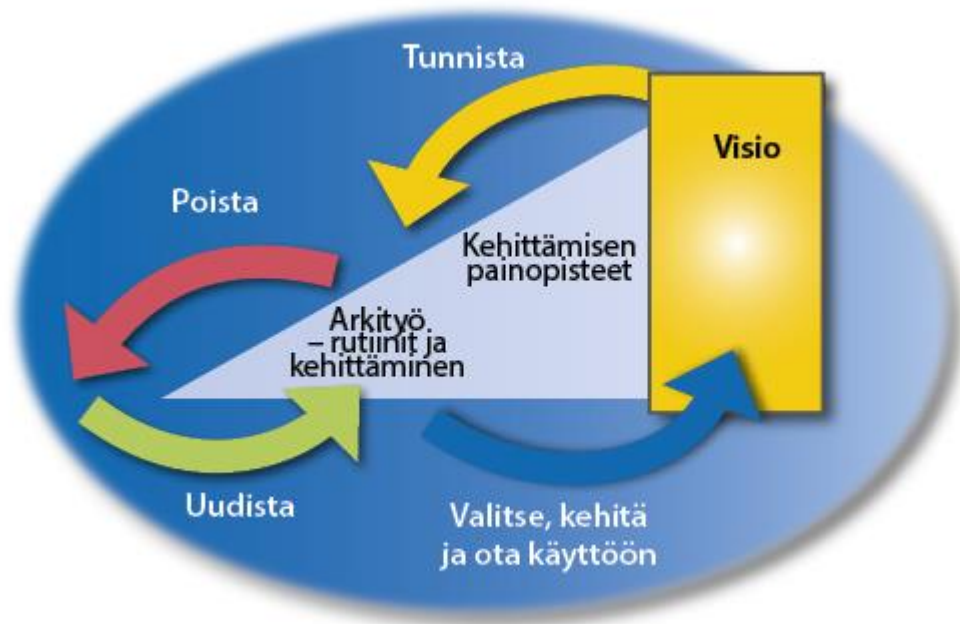 Tunnista
Visio
Poista
Kehittämisen
painopisteet
Arkityö
– rutiinit ja
kehittäminen
Uudista
Valitse, kehitä
ja ota käyttöön